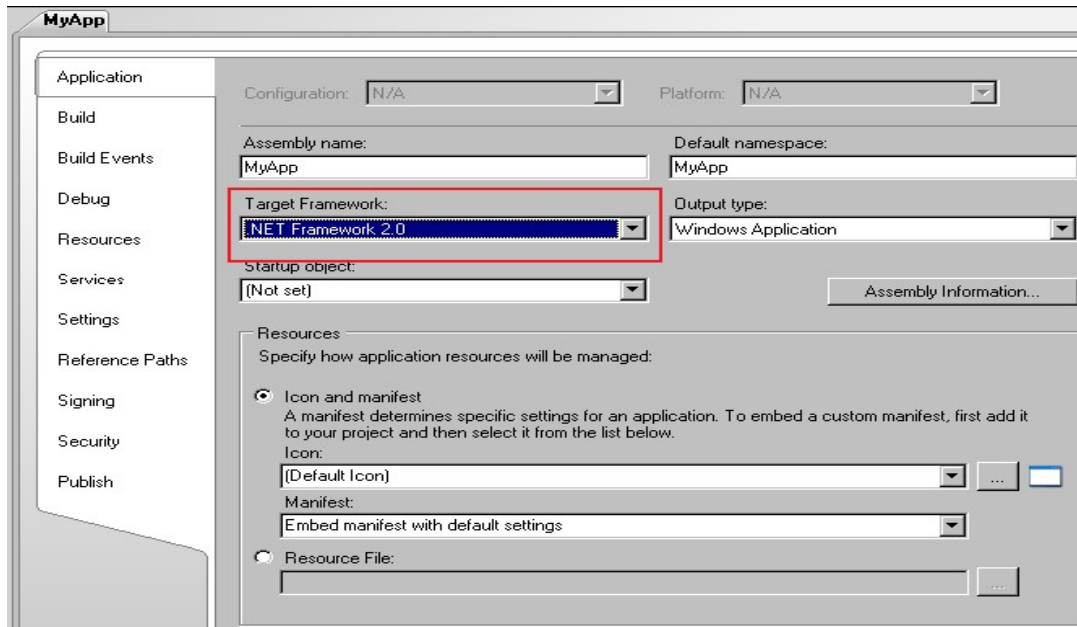 MyApp
Application
Build
Build Events
Debug
Resources
Services
Settings
Reference Paths
Signing
Security
Publish
Configuration: N/A Platform: N/A
Assembly name: Default namespace:
MyApp MyApp
Target Framework: Output type:
.NET Framework 2.0 Windows Application
Startup object:
(Not set) Assembly Information...
Resources
Specify how application resources will be managed:
Icon and manifest
A manifest determines specific settings for an application. To embed a custom manifest, first add it
to your project and then select it from the list below.
Icon:
(Default Icon) ...
Manifest:
Embed manifest with default settings
Resource File:
...